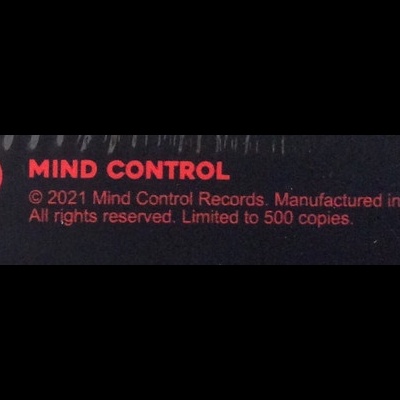 MIND CONTROL
© 2021 Mind Control Records. Manufactured in
All rights reserved. Limited to 500 copies.